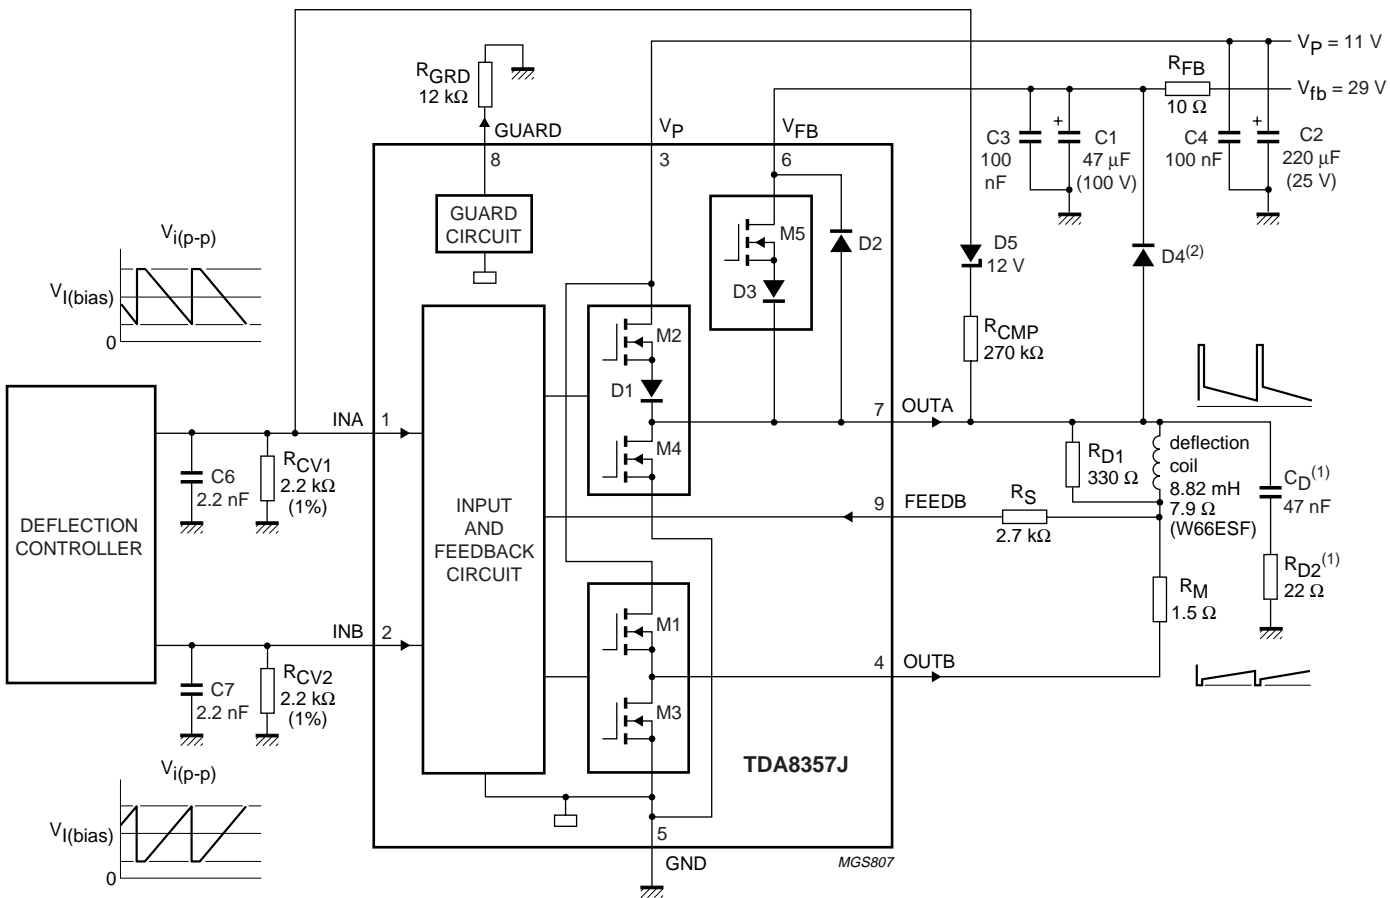 VP = 11 V
RFB
10 Ω
Vfb = 29 V
RGRD
12 kΩ
GUARD
8
VP
3
VFB
6
C3
100
nF
+
C1
47 μF
(100 V)
C4
100 nF
+
C2
220 μF
(25 V)
GUARD
CIRCUIT
M5
D2
D3
D5
12 V
D4(2)
Vi(p-p)
VI(bias)
0
M2
D1
M4
RCMP
270 kΩ
DEFLECTION
CONTROLLER
INA
1
7
OUTA
C6
2.2 nF
RCV1
2.2 kΩ
(1%)
INPUT
AND
FEEDBACK
CIRCUIT
RD1
330 Ω
deflection
coil
8.82 mH
7.9 Ω
(W66ESF)
CD(1)
47 nF
9
FEEDB
RS
2.7 kΩ
RD2(1)
22 Ω
RM
1.5 Ω
INB
2
M1
M3
4
OUTB
C7
2.2 nF
RCV2
2.2 kΩ
(1%)
TDA8357J
Vi(p-p)
VI(bias)
0
5
GND
MGS807